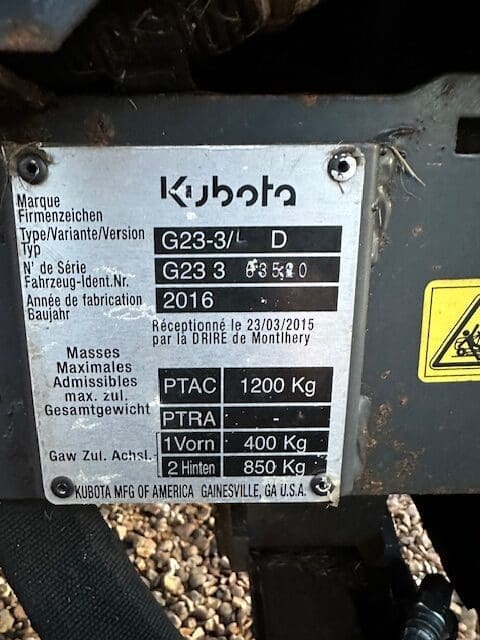 Kubota
Marque
Firmenzeichen
Type/Variante/Version G23-3/L D
Typ
N° de Série G23 3
Fahrzeug-Ident.Nr.
Année de fabrication 2016
Baujahr
Réceptionné le 23/03/2015
par la DRIRE de Montlhery
Masses
Maximales
Admissibles
max. zul.
Gesamtgewicht
PTAC 1200 Kg
PTRA -
Gaw Zul. Achsl.
1 Vorn 400 Kg
2 Hinten 850 Kg
KUBOTA MFG OF AMERICA GAINESVILLE, GA U.S.A.